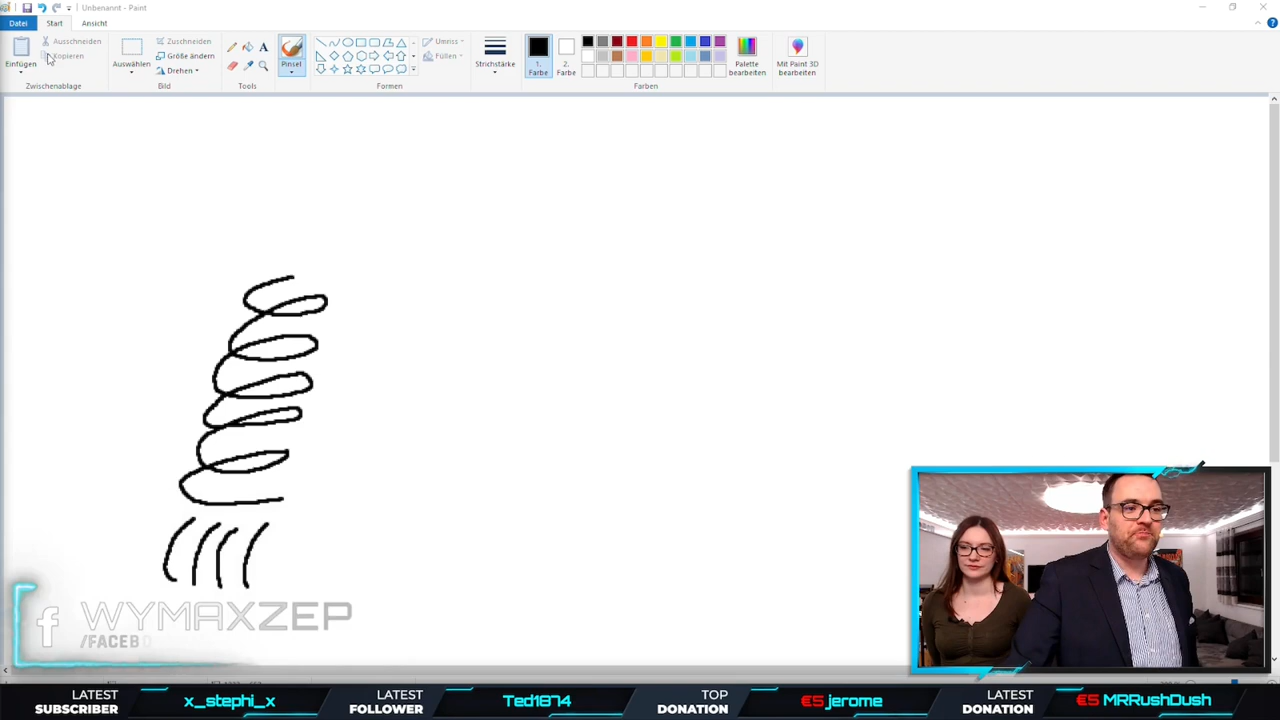 Unbenannt - Paint
Datei Start Ansicht
Einfügen
Ausschneiden
Kopieren
Zwischenablage
Auswählen
Zuschneiden
Größe ändern
Drehen
Bild
A
Tools
Pinsel
Formen
Umriss
Füllen
Strichstärke
1. Farbe
2. Farbe
Palette bearbeiten
Mit Paint 3D bearbeiten
Farben
f WYMAXZEP
/FACEBO
LATEST SUBSCRIBER
x_stephi_x
LATEST FOLLOWER
Ted1874
TOP DONATION
€5 jerome
LATEST DONATION
€5 MRRushDush